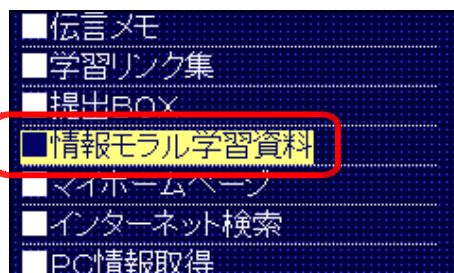 ■伝言メモ
■学習リンク集
■提出BOX
■情報モラル学習資料
■マイホームページ
■インターネット検索
■PC情報取得